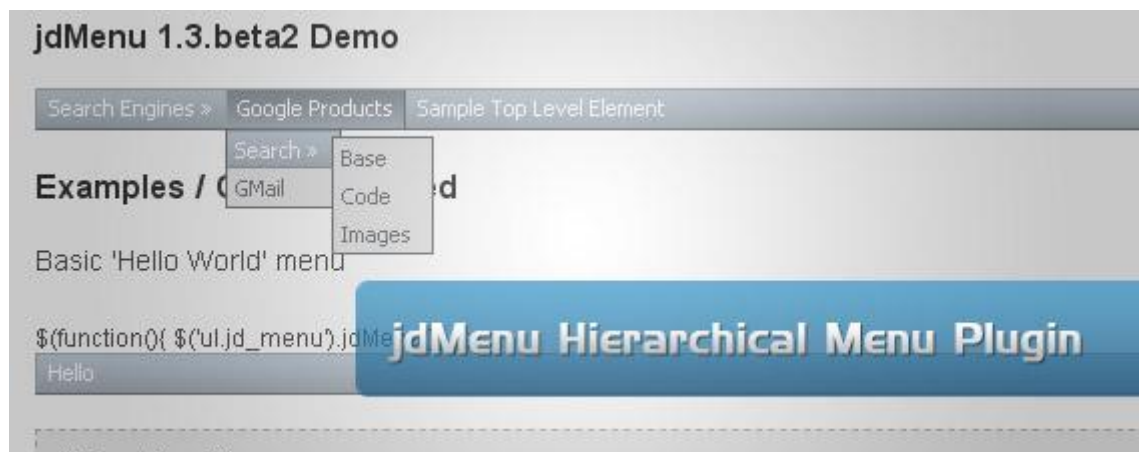 jdMenu 1.3.beta2 Demo
Search Engines » Google Products Sample Top Level Element
Search »
Base
GMail
Code
Images
Examples /
Basic 'Hello World' menu
$(function(){ $('ul.jd_menu').jdMe
jdMenu Hierarchical Menu Plugin
Hello